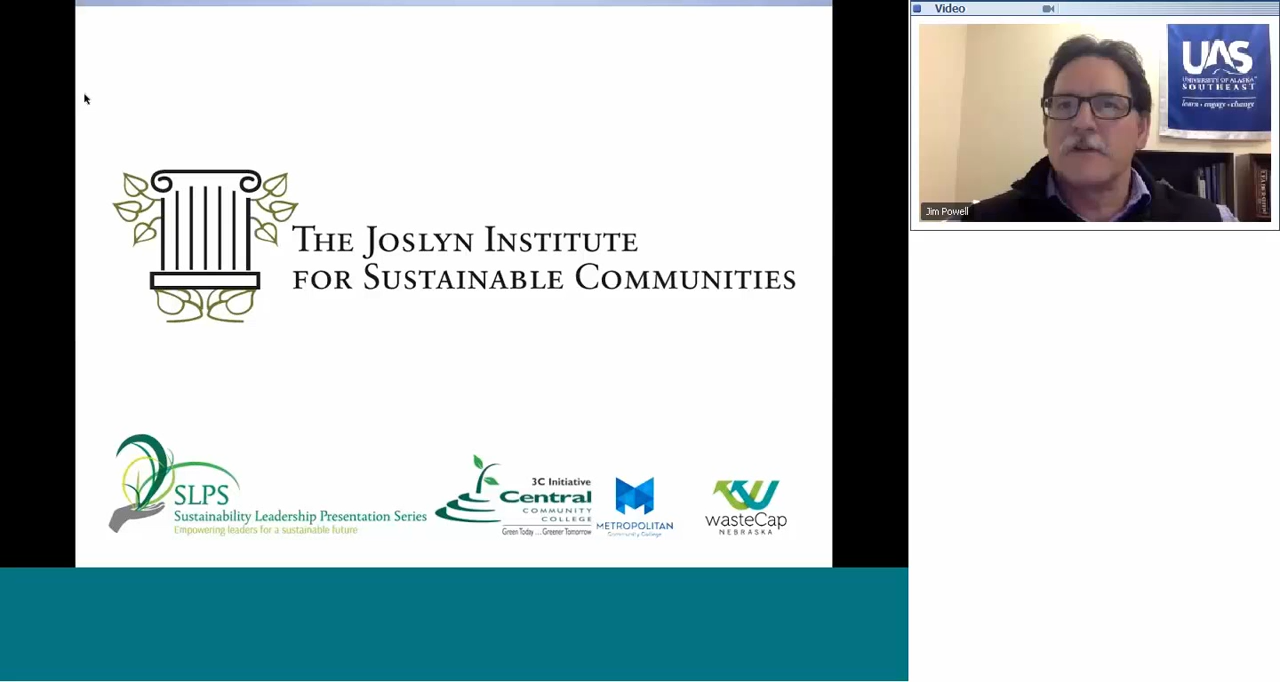 Video
UAS
UNIVERSITY OF ALASKA
SOUTHEAST
learn • engage • change
Jim Powell
THE JOSLYN INSTITUTE
FOR SUSTAINABLE COMMUNITIES
SLPS
Sustainability Leadership Presentation Series
Empowering leaders for a sustainable future
3C Initiative
Central
COMMUNITY
COLLEGE
Green Today ... Greener Tomorrow
METROPOLITAN
Community College
wasteCap
NEBRASKA